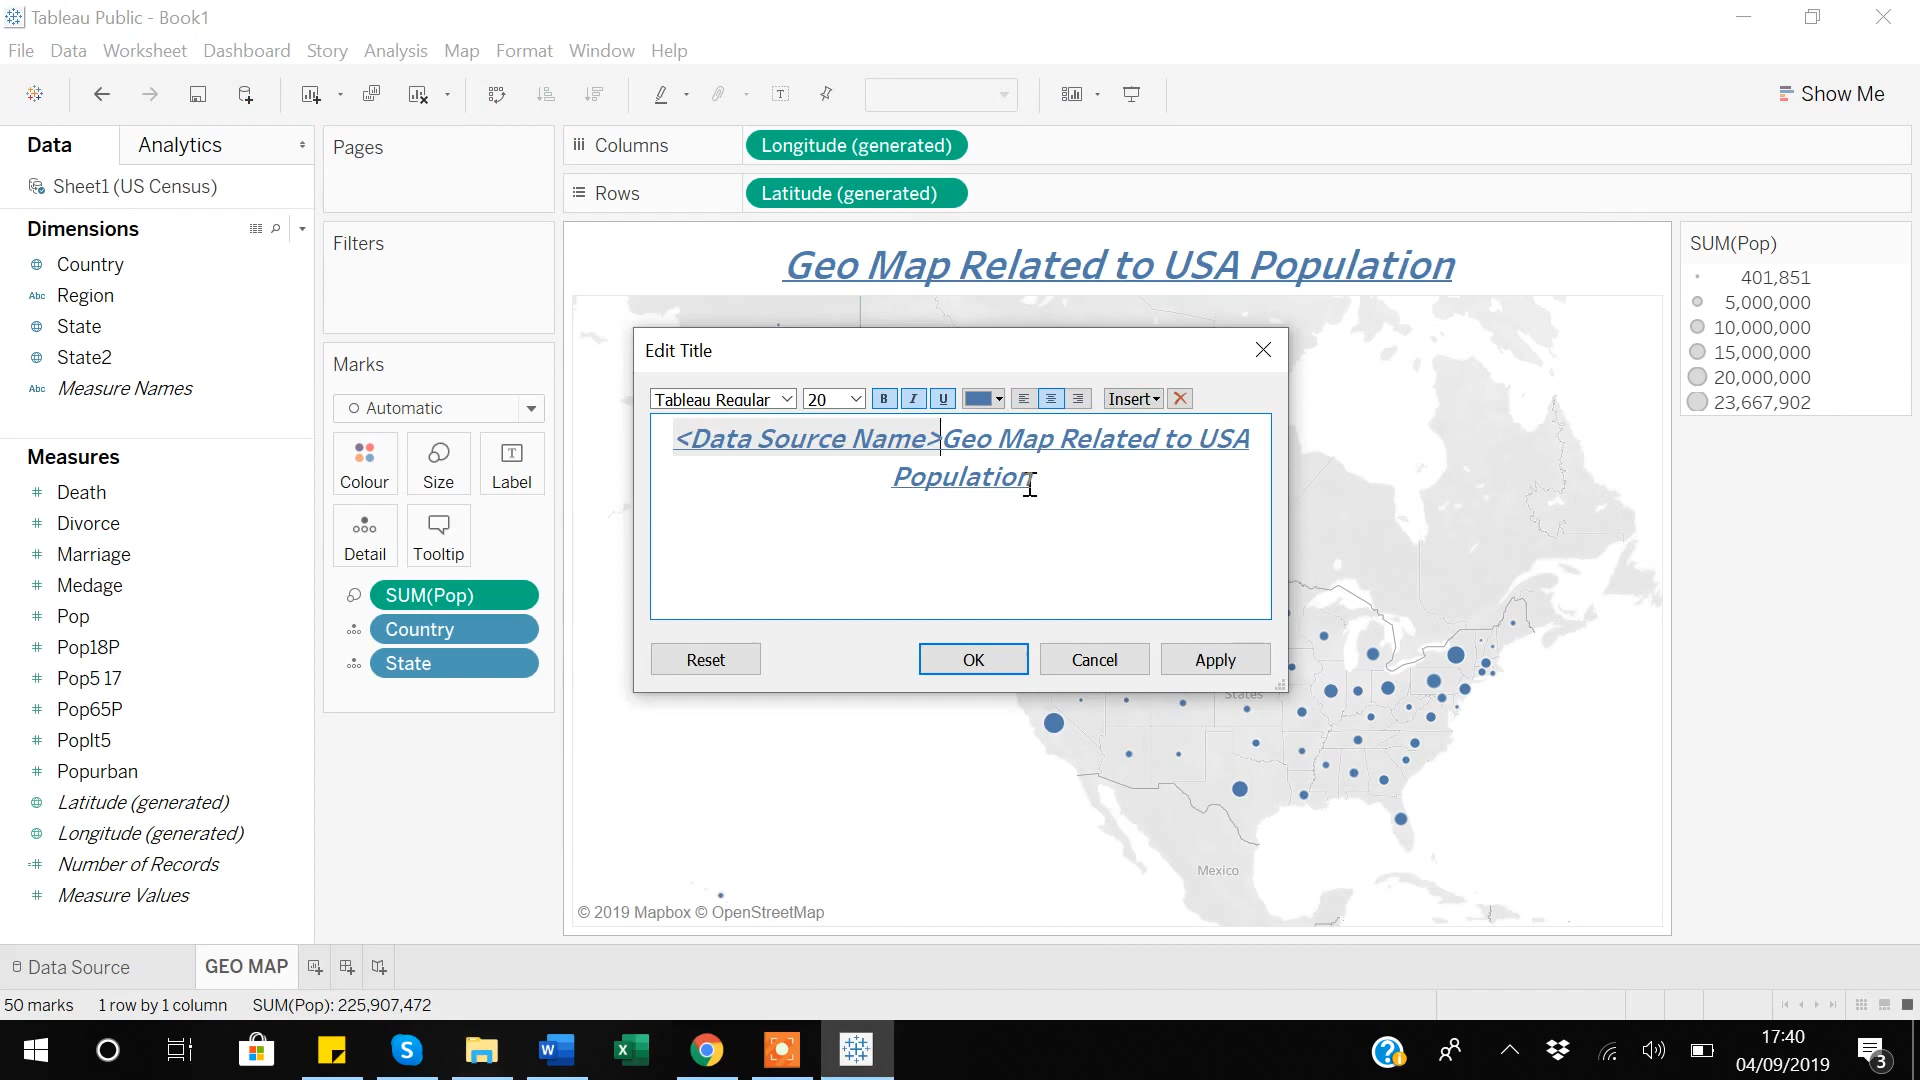 Tableau Public - Book1
File Data Worksheet Dashboard Story Analysis Map Format Window Help
Show Me
Data Analytics
Sheet1 (US Census)
Dimensions
Country
Abc Region
State
State2
Abc Measure Names
Measures
Death
Divorce
Marriage
Medage
Pop
Pop18P
Pop5 17
Pop65P
Poplt5
Popurban
Latitude (generated)
Longitude (generated)
Number of Records
Measure Values
Pages
Filters
Marks
Automatic
Colour Size Label
Detail Tooltip
SUM(Pop)
Country
State
Columns Longitude (generated)
Rows Latitude (generated)
Geo Map Related to USA Population
Edit Title
Tableau Regular 20 B I U Insert
<Data Source Name>Geo Map Related to USA
Population
Reset OK Cancel Apply
States
Mexico
© 2019 Mapbox © OpenStreetMap
SUM(Pop)
401,851
5,000,000
10,000,000
15,000,000
20,000,000
23,667,902
Data Source GEO MAP
50 marks 1 row by 1 column SUM(Pop): 225,907,472
17:40
04/09/2019
3